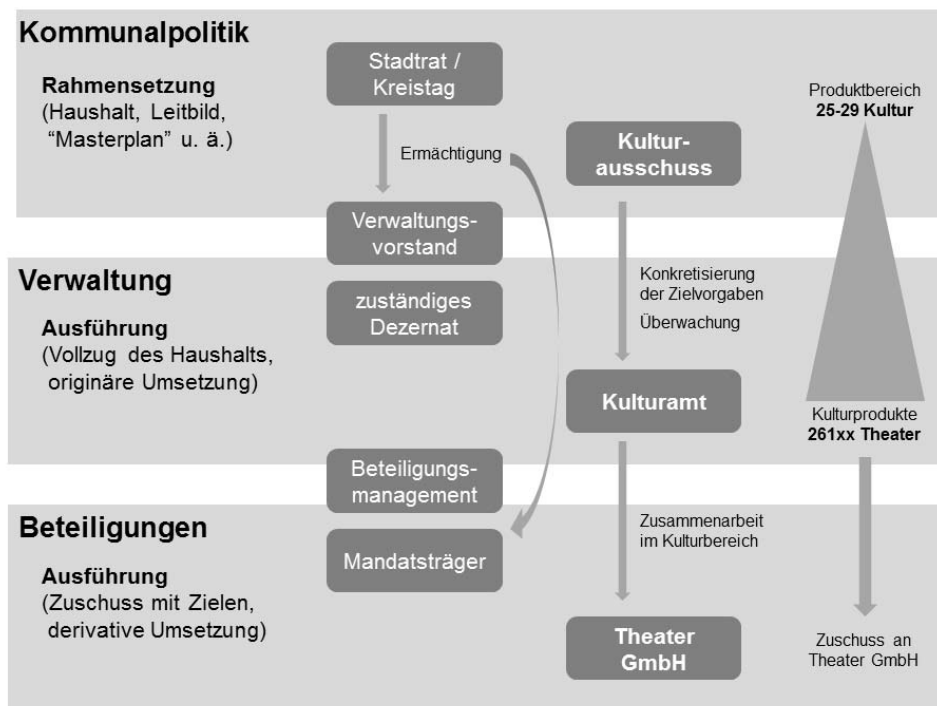 Kommunalpolitik
Rahmensetzung
(Haushalt, Leitbild,
“Masterplan” u. ä.)
Stadtrat /
Kreistag
Ermächtigung
Kultur-
ausschuss
Produktbereich
25-29 Kultur
Verwaltungs-
vorstand
Verwaltung
Ausführung
(Vollzug des Haushalts,
originäre Umsetzung)
zuständiges
Dezernat
Konkretisierung
der Zielvorgaben
Überwachung
Kulturamt
Kulturprodukte
261xx Theater
Beteiligungs-
management
Beteiligungen
Ausführung
(Zuschuss mit Zielen,
derivative Umsetzung)
Mandatsträger
Zusammenarbeit
im Kulturbereich
Theater
GmbH
Zuschuss an
Theater GmbH